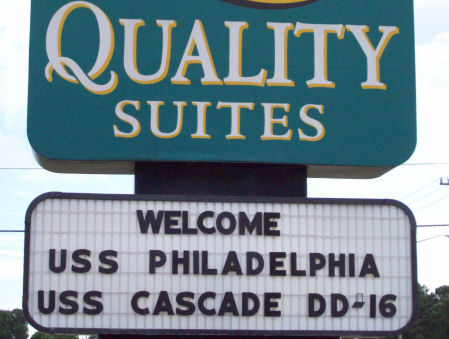 QUALITY
SUITES
WELCOME
USS PHILADELPHIA
USS CASCADE DD-16